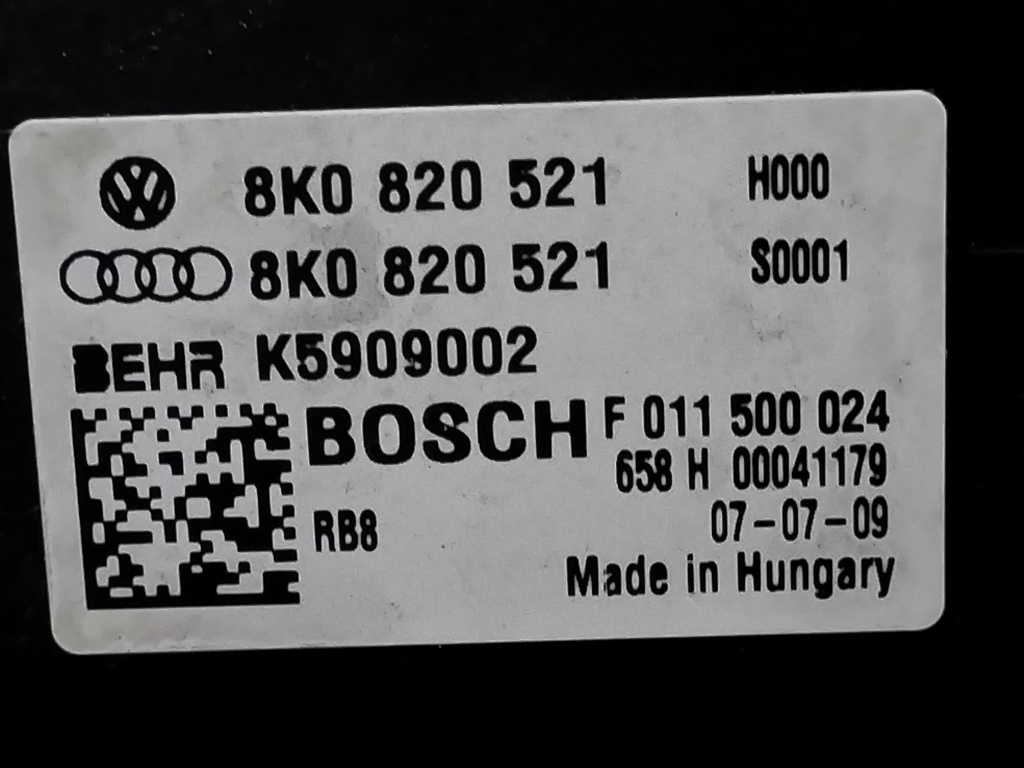 8K0 820 521 H000
8K0 820 521 S0001
BEHR K5909002
BOSCH F 011 500 024
658 H 00041179
RB8 07-07-09
Made in Hungary